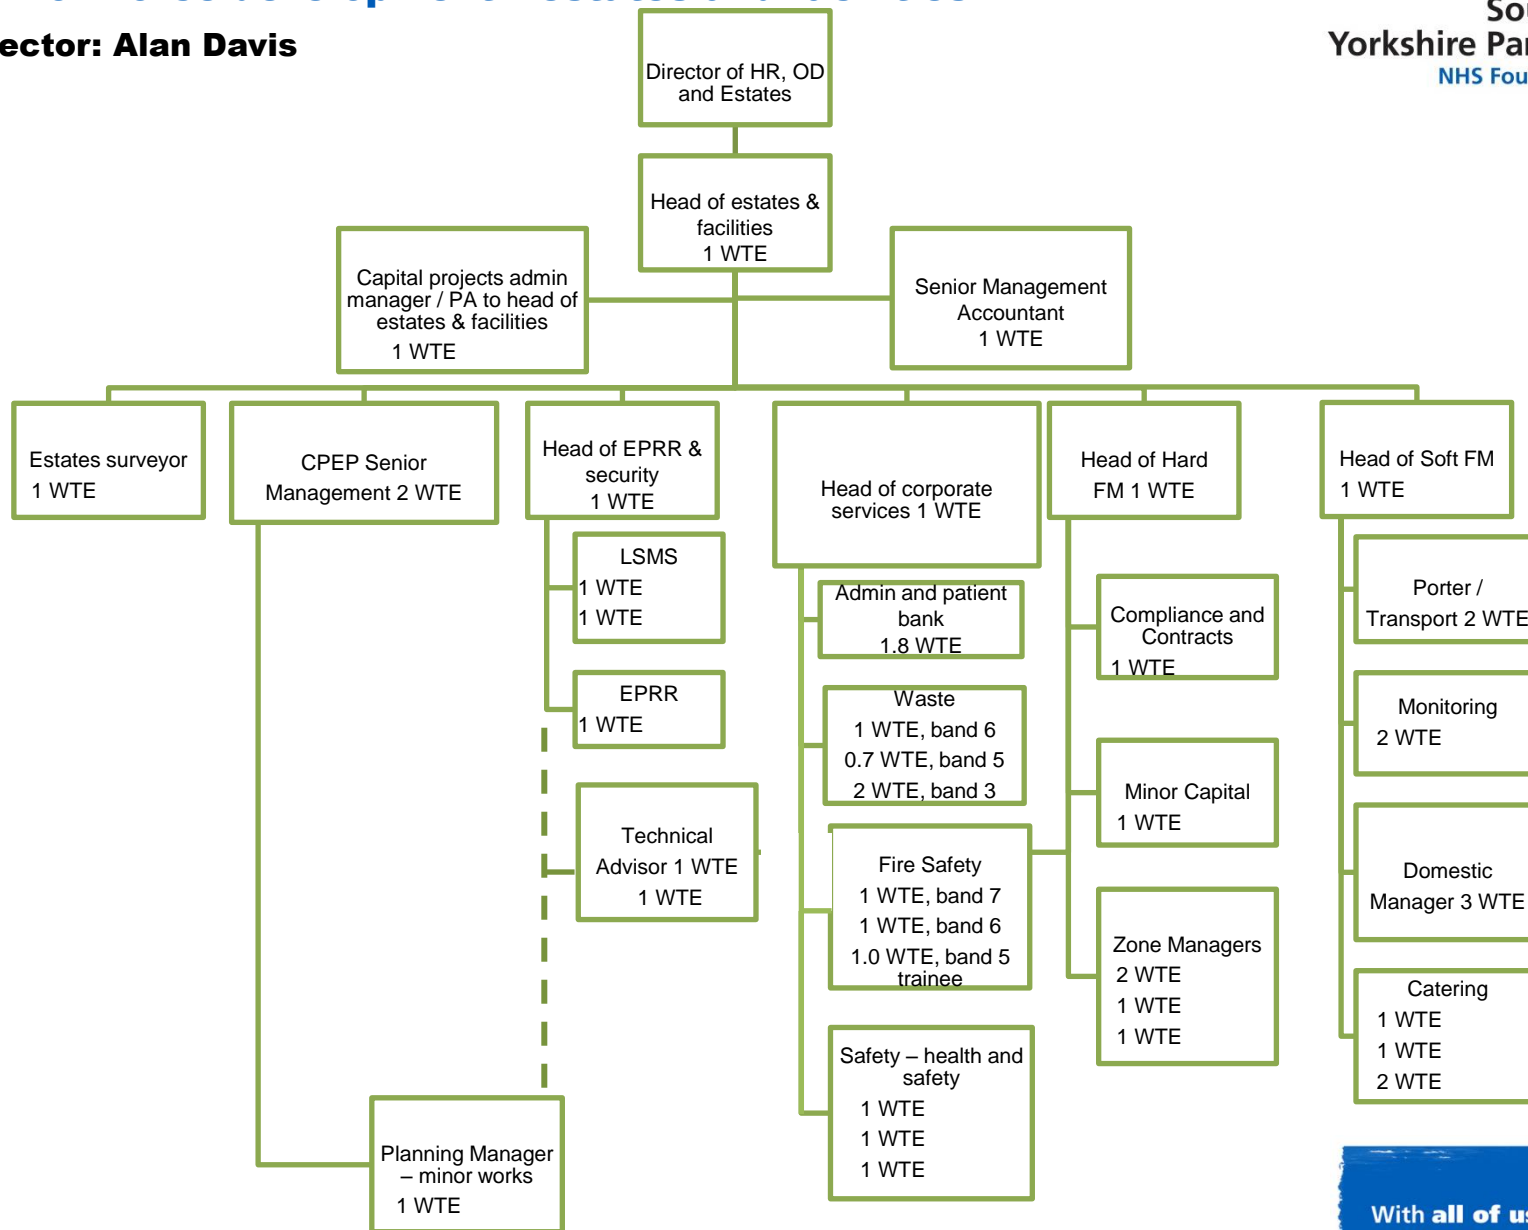 ector: Alan Davis
Sou
Yorkshire Par
NHS Fou
Director of HR, OD
and Estates
Head of estates &
facilities
1 WTE
Capital projects admin
manager / PA to head of
estates & facilities
1 WTE
Senior Management
Accountant
1 WTE
Estates surveyor
1 WTE
CPEP Senior
Management 2 WTE
Head of EPRR &
security
1 WTE
Head of corporate
services 1 WTE
Head of Hard
FM 1 WTE
Head of Soft FM
1 WTE
LSMS
1 WTE
1 WTE
EPRR
1 WTE
Technical
Advisor 1 WTE
1 WTE
Planning Manager
– minor works
1 WTE
Admin and patient
bank
1.8 WTE
Waste
1 WTE, band 6
0.7 WTE, band 5
2 WTE, band 3
Fire Safety
1 WTE, band 7
1 WTE, band 6
1.0 WTE, band 5
trainee
Safety – health and
safety
1 WTE
1 WTE
1 WTE
Compliance and
Contracts
1 WTE
Minor Capital
1 WTE
Zone Managers
2 WTE
1 WTE
1 WTE
Porter /
Transport 2 WTE
Monitoring
2 WTE
Domestic
Manager 3 WTE
Catering
1 WTE
1 WTE
2 WTE
With all of us